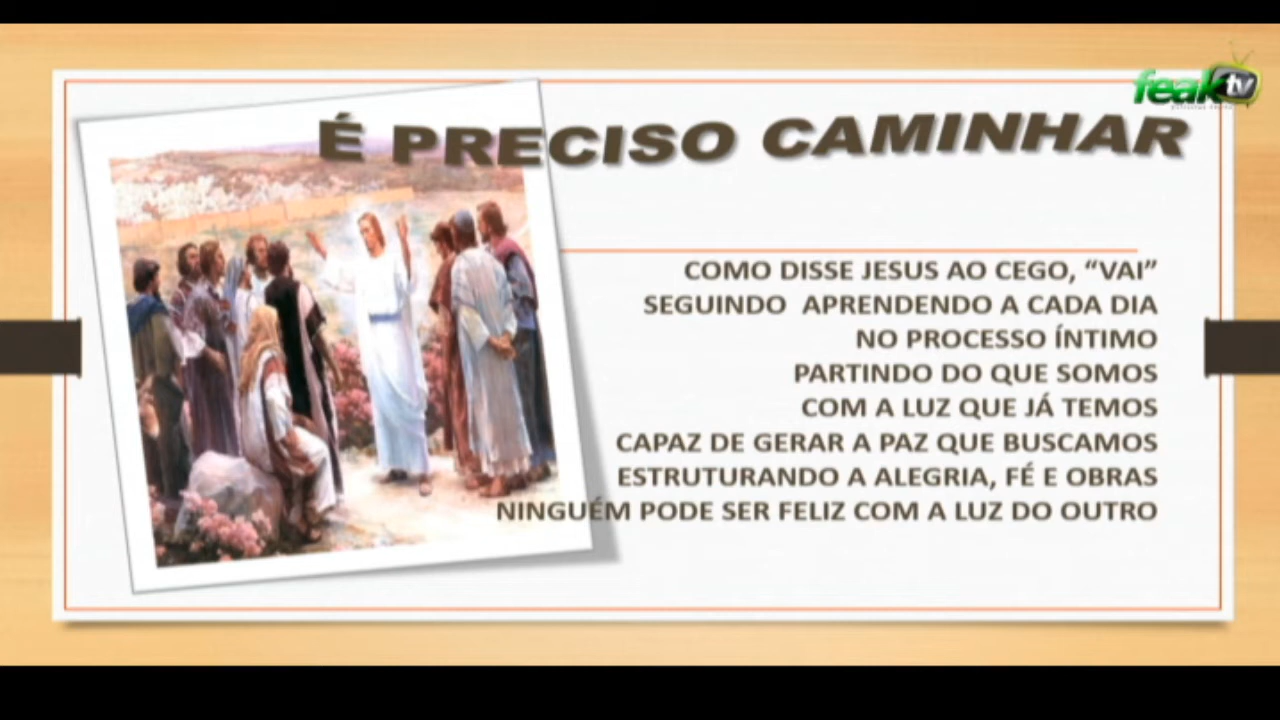 feak tv
É PRECISO CAMINHAR
COMO DISSE JESUS AO CEGO, “VAI”
SEGUINDO APRENDENDO A CADA DIA
NO PROCESSO ÍNTIMO
PARTINDO DO QUE SOMOS
COM A LUZ QUE JÁ TEMOS
CAPAZ DE GERAR A PAZ QUE BUSCAMOS
ESTRUTURANDO A ALEGRIA, FÉ E OBRAS
NINGUÉM PODE SER FELIZ COM A LUZ DO OUTRO